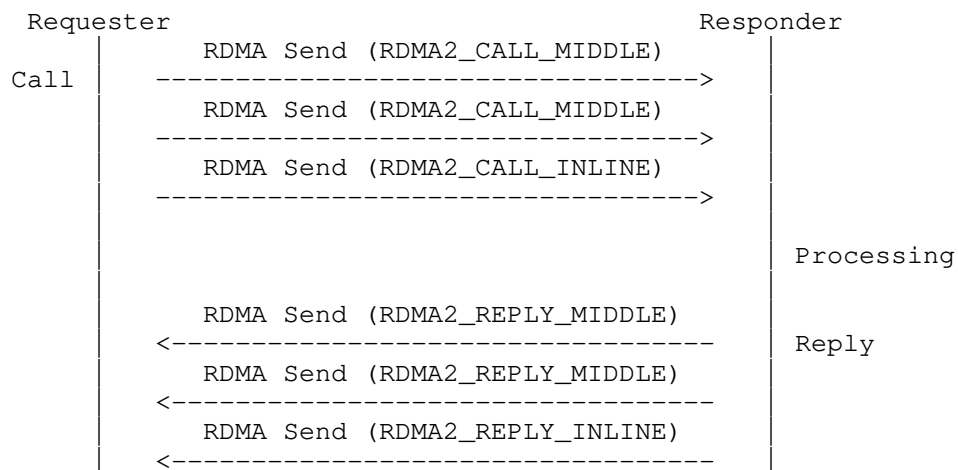 Requester Responder
RDMA Send (RDMA2_CALL_MIDDLE)
Call
RDMA Send (RDMA2_CALL_MIDDLE)
RDMA Send (RDMA2_CALL_INLINE)
Processing
RDMA Send (RDMA2_REPLY_MIDDLE)
Reply
RDMA Send (RDMA2_REPLY_MIDDLE)
RDMA Send (RDMA2_REPLY_INLINE)